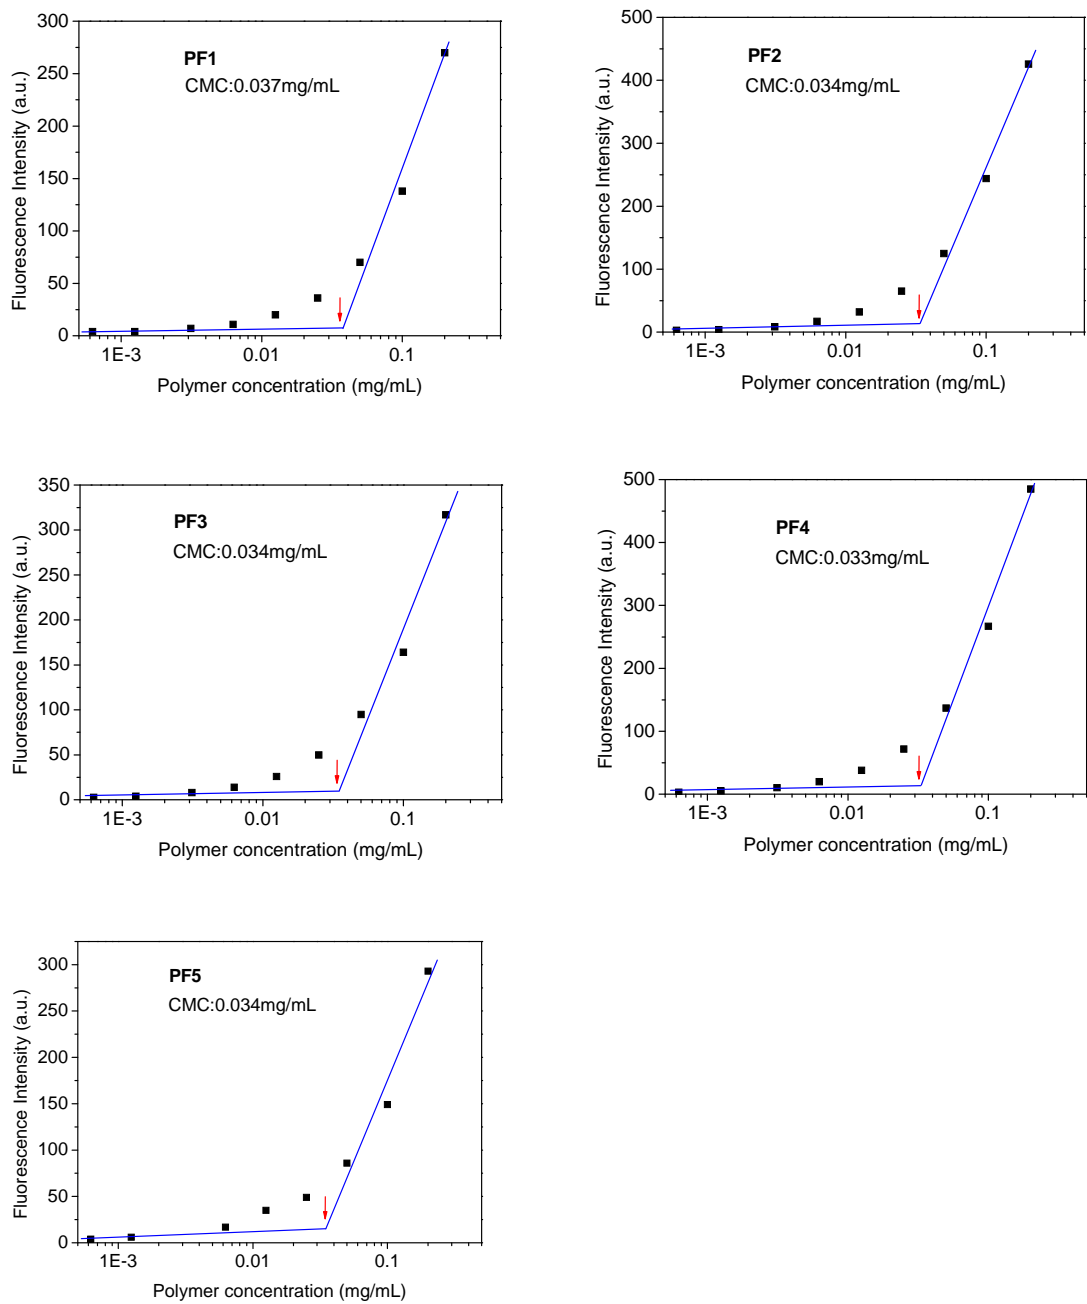 PF1
CMC:0.037mg/mL
Fluorescence Intensity (a.u.)
300
250
200
150
100
50
0
1E-3 0.01 0.1
Polymer concentration (mg/mL)
PF2
CMC:0.034mg/mL
Fluorescence Intensity (a.u.)
500
400
300
200
100
0
1E-3 0.01 0.1
Polymer concentration (mg/mL)
PF3
CMC:0.034mg/mL
Fluorescence Intensity (a.u.)
350
300
250
200
150
100
50
0
1E-3 0.01 0.1
Polymer concentration (mg/mL)
PF4
CMC:0.033mg/mL
Fluorescence Intensity (a.u.)
500
400
300
200
100
0
1E-3 0.01 0.1
Polymer concentration (mg/mL)
PF5
CMC:0.034mg/mL
Fluorescence Intensity (a.u.)
300
250
200
150
100
50
0
1E-3 0.01 0.1
Polymer concentration (mg/mL)